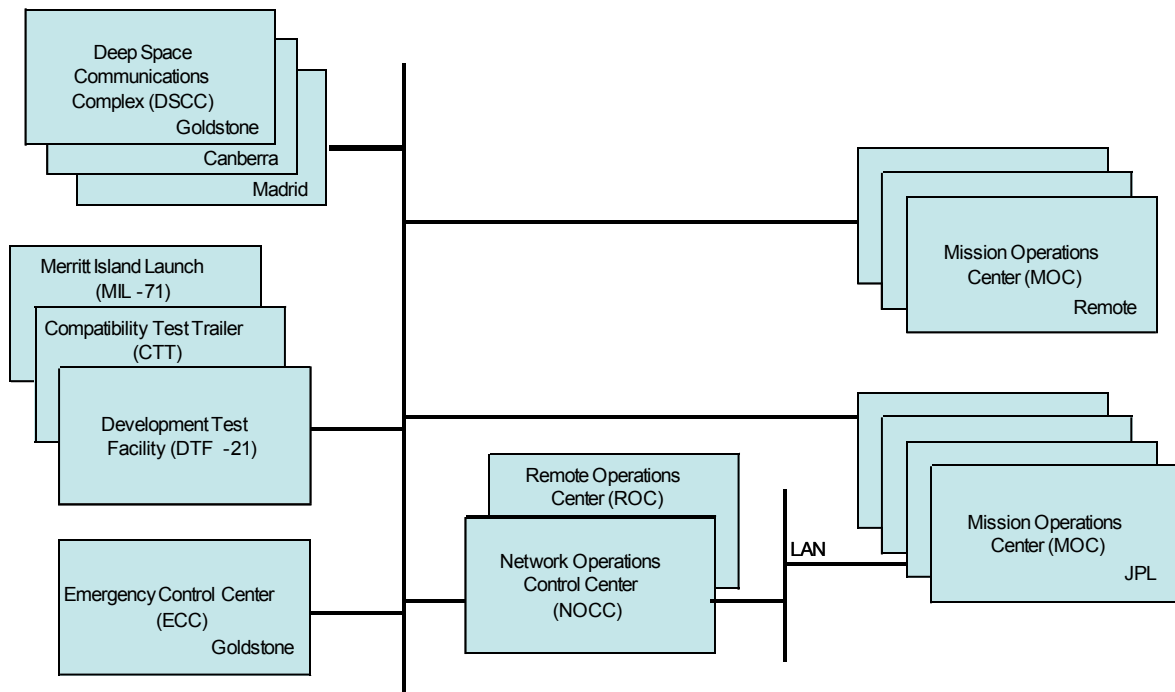 Deep Space
Communications
Complex (DSCC)
Goldstone
Canberra
Madrid
Merritt Island Launch
(MIL -71)
Compatibility Test Trailer
(CTT)
Development Test
Facility (DTF -21)
Emergency Control Center
(ECC)
Goldstone
Remote Operations
Center (ROC)
Network Operations
Control Center
(NOCC)
LAN
Mission Operations
Center (MOC)
Remote
Mission Operations
Center (MOC)
JPL